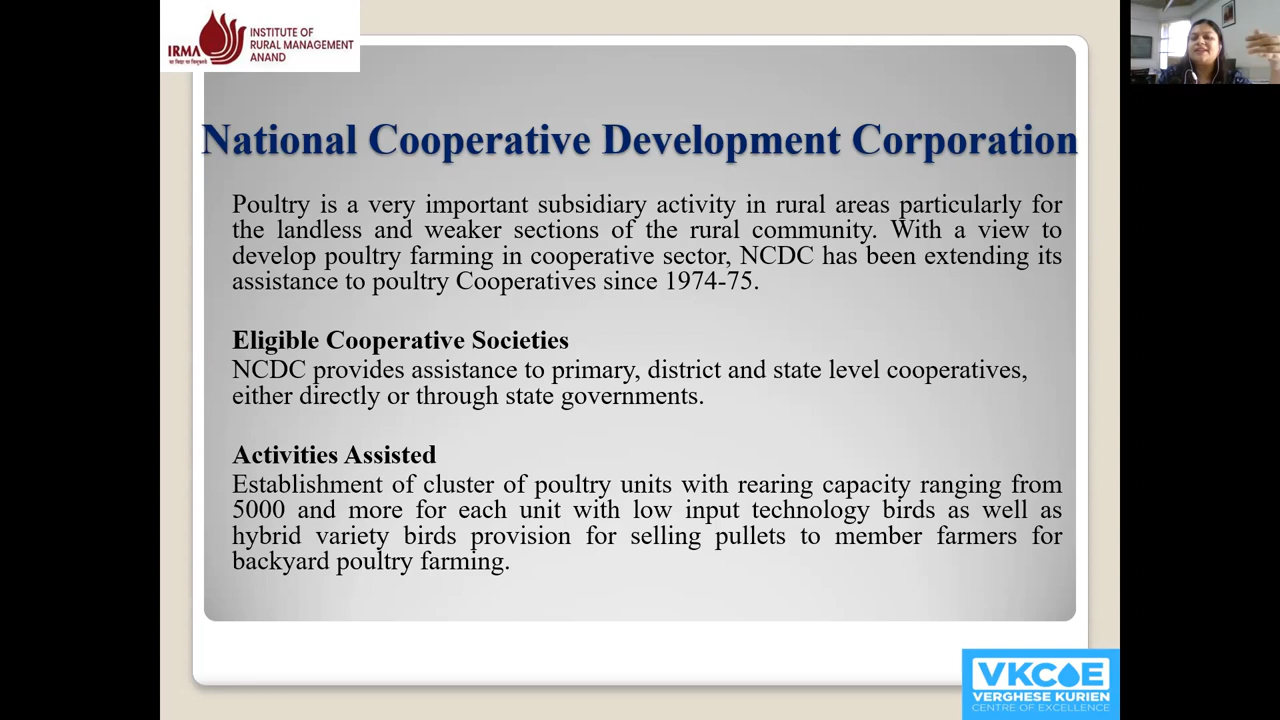 IRMA
INSTITUTE OF
RURAL MANAGEMENT
ANAND
National Cooperative Development Corporation
Poultry is a very important subsidiary activity in rural areas particularly for
the landless and weaker sections of the rural community. With a view to
develop poultry farming in cooperative sector, NCDC has been extending its
assistance to poultry Cooperatives since 1974-75.
Eligible Cooperative Societies
NCDC provides assistance to primary, district and state level cooperatives,
either directly or through state governments.
Activities Assisted
Establishment of cluster of poultry units with rearing capacity ranging from
5000 and more for each unit with low input technology birds as well as
hybrid variety birds provision for selling pullets to member farmers for
backyard poultry farming.
VKCOE
VERGHESE KURIEN
CENTRE OF EXCELLENCE